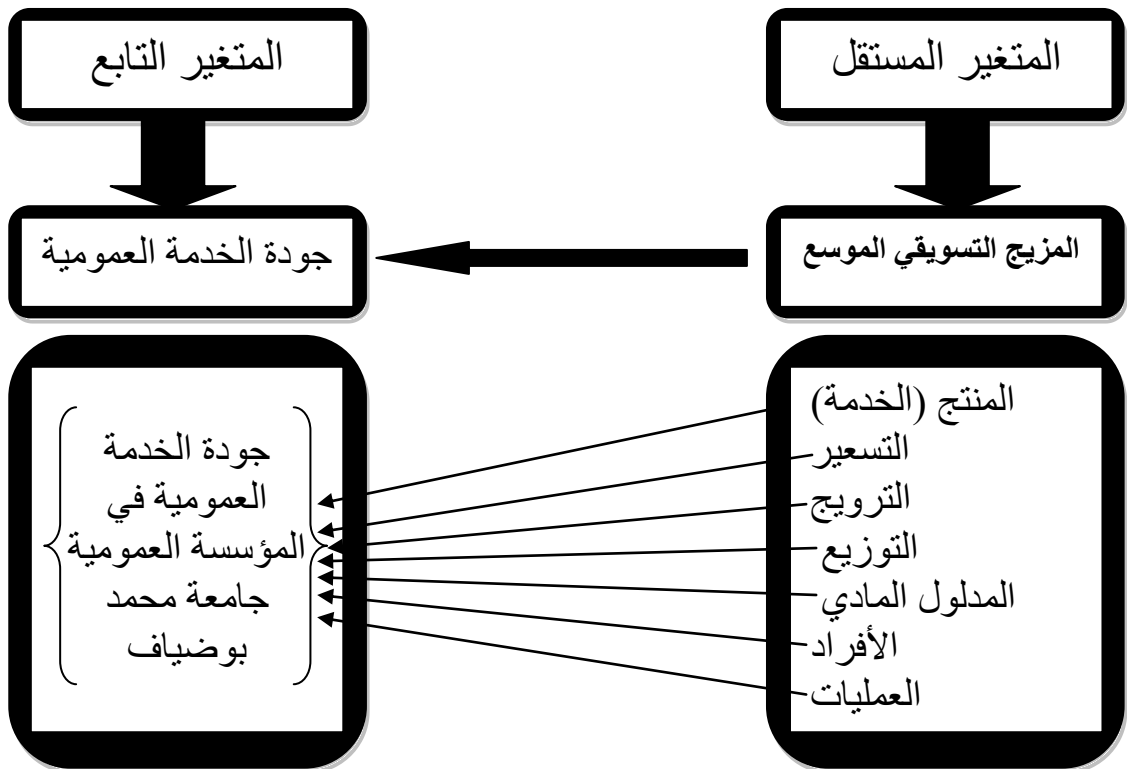 المتغير المستقل
المتغير التابع
المزيج التسويقي الموسع
جودة الخدمة العمومية
المنتج (الخدمة)
التسعير
الترويج
التوزيع
المدلول المادي
الأفراد
العمليات
جودة الخدمة
العمومية في
المؤسسة العمومية
جامعة محمد
بوضياف